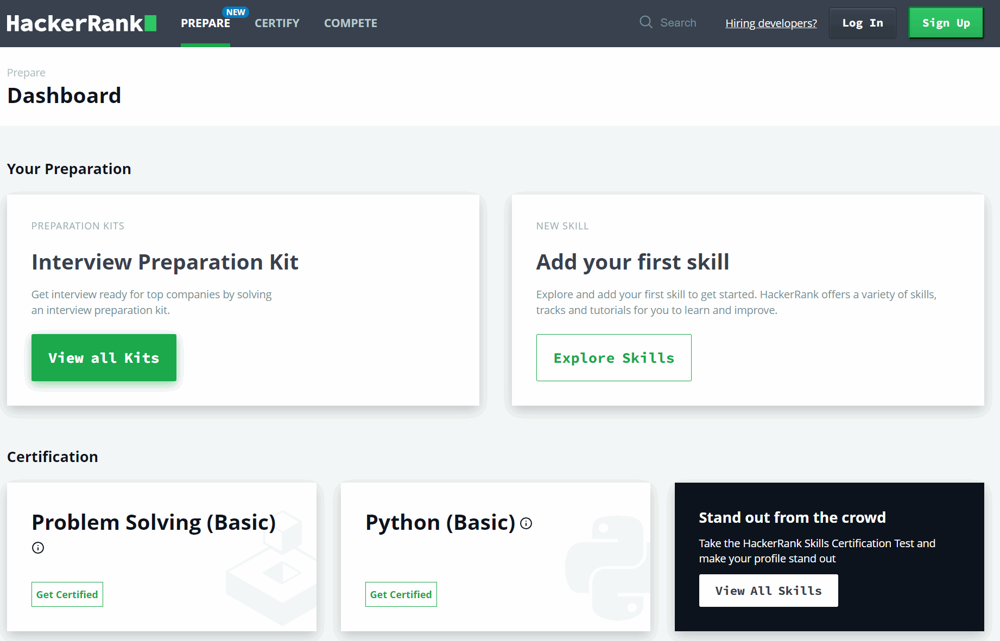 HackerRank PREPARE NEW CERTIFY COMPETE Search Hiring developers? Log In Sign Up
Prepare
Dashboard
Your Preparation
PREPARATION KITS
Interview Preparation Kit
Get interview ready for top companies by solving
an interview preparation kit.
View all Kits
NEW SKILL
Add your first skill
Explore and add your first skill to get started. HackerRank offers a variety of skills,
tracks and tutorials for you to learn and improve.
Explore Skills
Certification
Problem Solving (Basic)
Get Certified
Python (Basic)
Get Certified
Stand out from the crowd
Take the HackerRank Skills Certification Test and
make your profile stand out
View All Skills